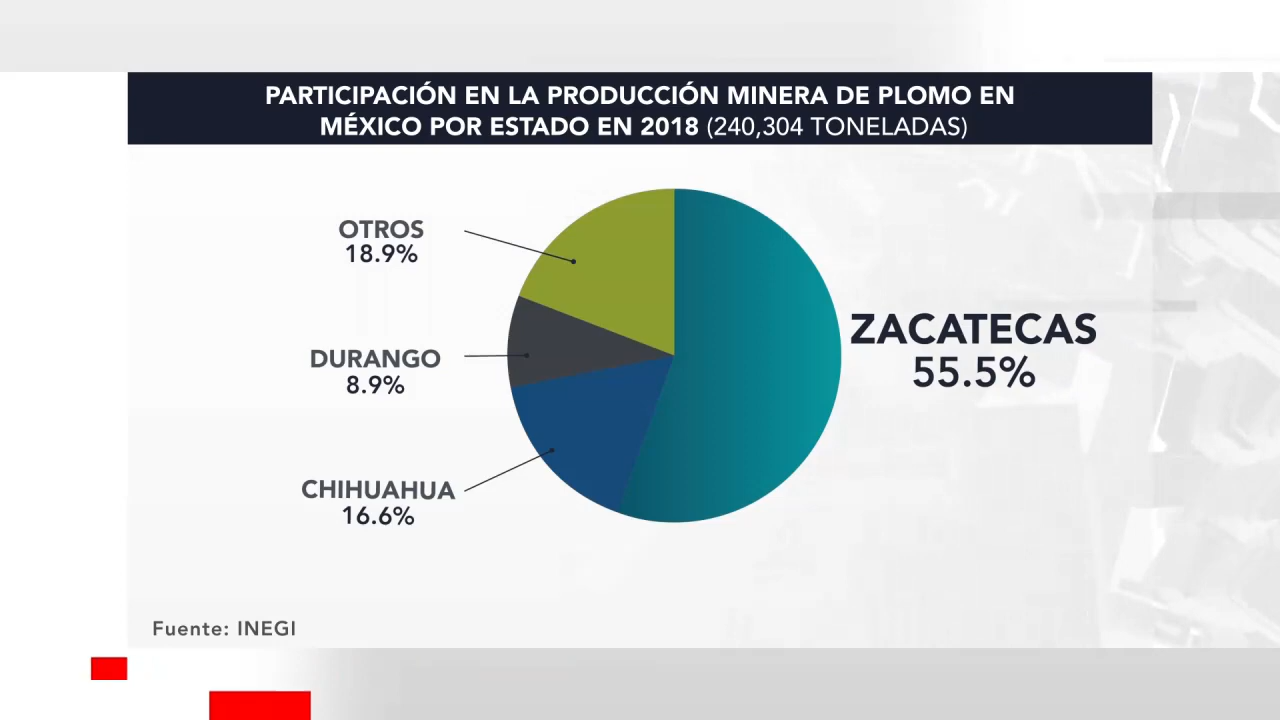 PARTICIPACIÓN EN LA PRODUCCIÓN MINERA DE PLOMO EN
MÉXICO POR ESTADO EN 2018 (240,304 TONELADAS)
OTROS
18.9%
ZACATECAS
55.5%
DURANGO
8.9%
CHIHUAHUA
16.6%
Fuente: INEGI